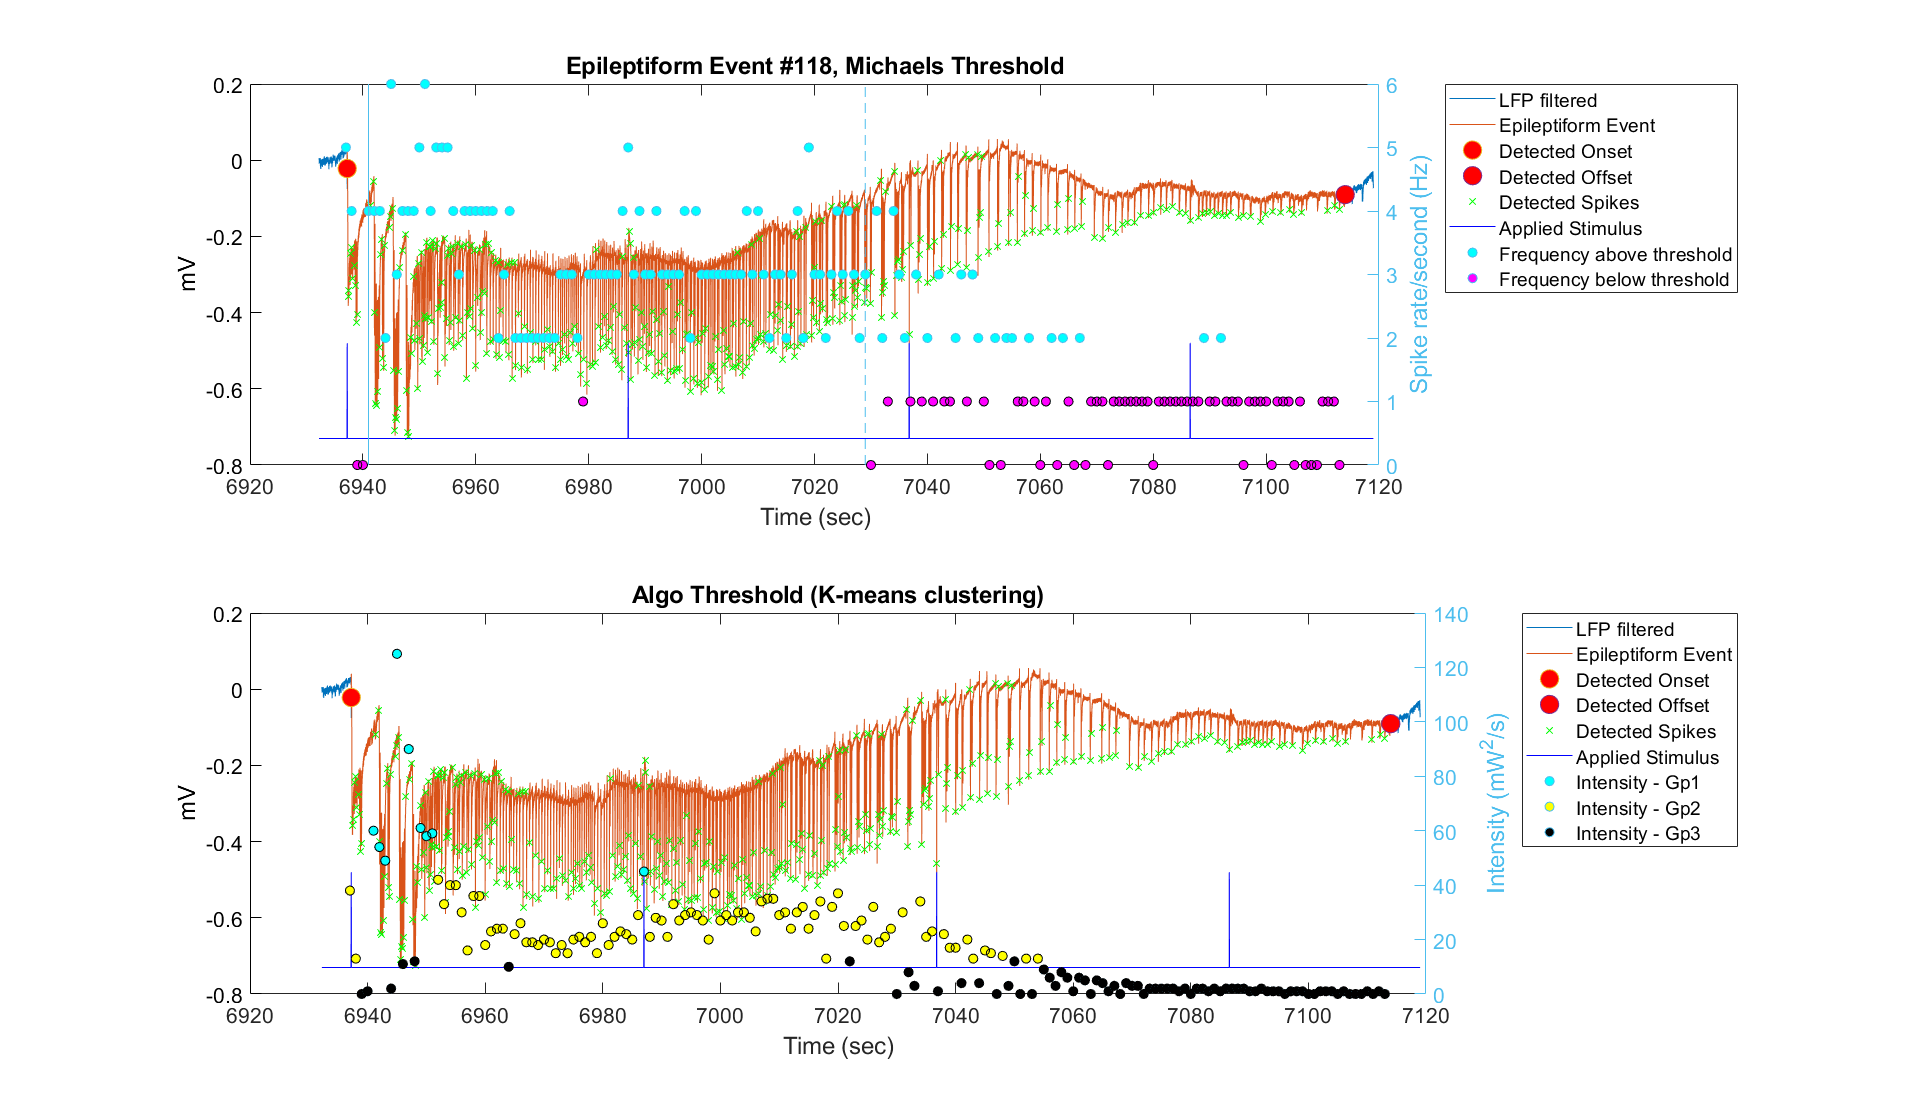 Epileptiform Event #118, Michaels Threshold
0.2
0
-0.2
-0.4
-0.6
-0.8
mV
6920
6940
6960
6980
7000
7020
7040
7060
7080
7100
7120
Time (sec)
6
5
4
3
2
1
0
Spike rate/second (Hz)
LFP filtered
Epileptiform Event
Detected Onset
Detected Offset
Detected Spikes
Applied Stimulus
Frequency above threshold
Frequency below threshold
Algo Threshold (K-means clustering)
0.2
0
-0.2
-0.4
-0.6
-0.8
mV
6920
6940
6960
6980
7000
7020
7040
7060
7080
7100
7120
Time (sec)
140
120
100
80
60
40
20
0
Intensity (mW²/s)
LFP filtered
Epileptiform Event
Detected Onset
Detected Offset
Detected Spikes
Applied Stimulus
Intensity - Gp1
Intensity - Gp2
Intensity - Gp3